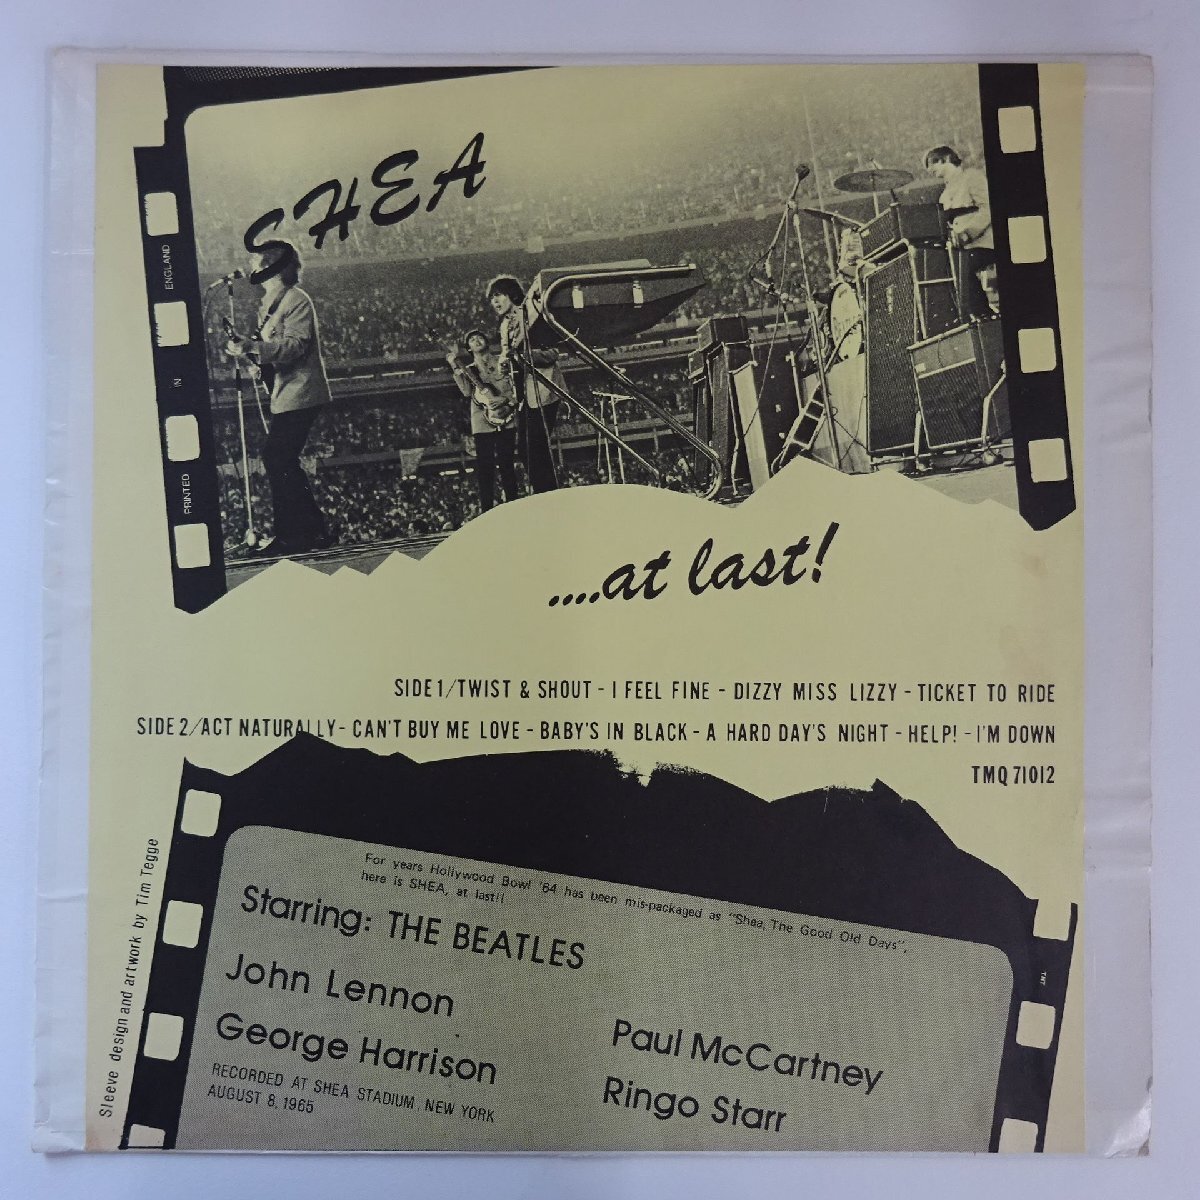 SHEA
ENGLAND
IN
PRINTED
....at last!
SIDE 1/TWIST & SHOUT - I FEEL FINE - DIZZY MISS LIZZY - TICKET TO RIDE
SIDE 2/ACT NATURALLY - CAN'T BUY ME LOVE - BABY'S IN BLACK - A HARD DAY'S NIGHT - HELP! - I'M DOWN
TMQ 71012
For years Hollywood Bowl '64 has been mis-packaged as "Shea, The Good Old Days",
here is SHEA, at last!!
Starring: THE BEATLES
John Lennon
George Harrison
Paul McCartney
Ringo Starr
RECORDED AT SHEA STADIUM, NEW YORK
AUGUST 8, 1965
Sleeve design and artwork by Tim Tegge